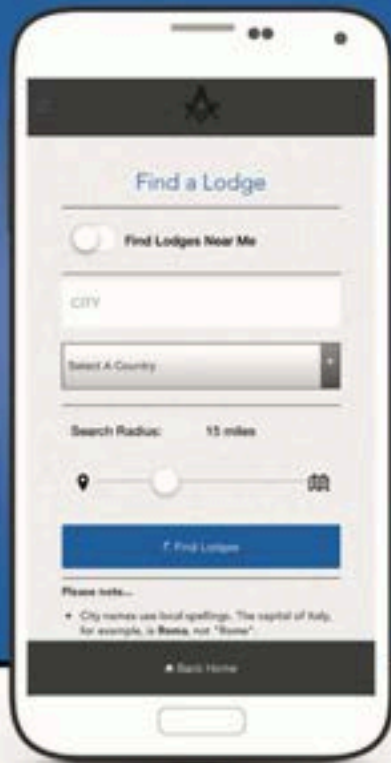 Find a Lodge
Find Lodges Near Me
CITY
Select A Country
Search Radius: 15 miles
Find Lodges
Please note...
• City names use local spellings. The capital of Italy,
for example, is Roma, not "Rome".
Back Home